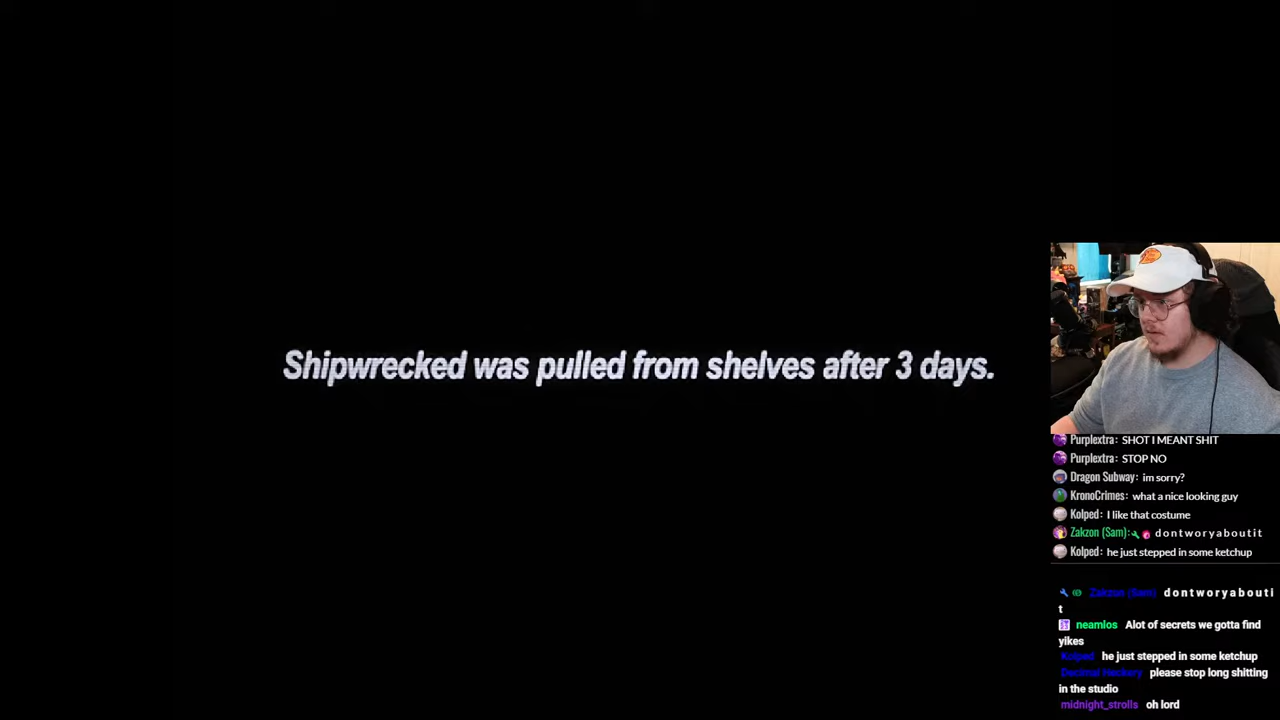 Shipwrecked was pulled from shelves after 3 days.
Purplextra: SHOT I MEANT SHIT
Purplextra: STOP NO
Dragon Subway: im sorry?
KronoCrimes: what a nice looking guy
Kolped: I like that costume
Zakzon (Sam): d o n t w o r y a b o u t i t
Kolped: he just stepped in some ketchup
Zakzon (Sam) d o n t w o r y a b o u t i
t
neamlos Alot of secrets we gotta find
yikes
Kolped he just stepped in some ketchup
please stop long shitting
in the studio
midnight_strolls oh lord